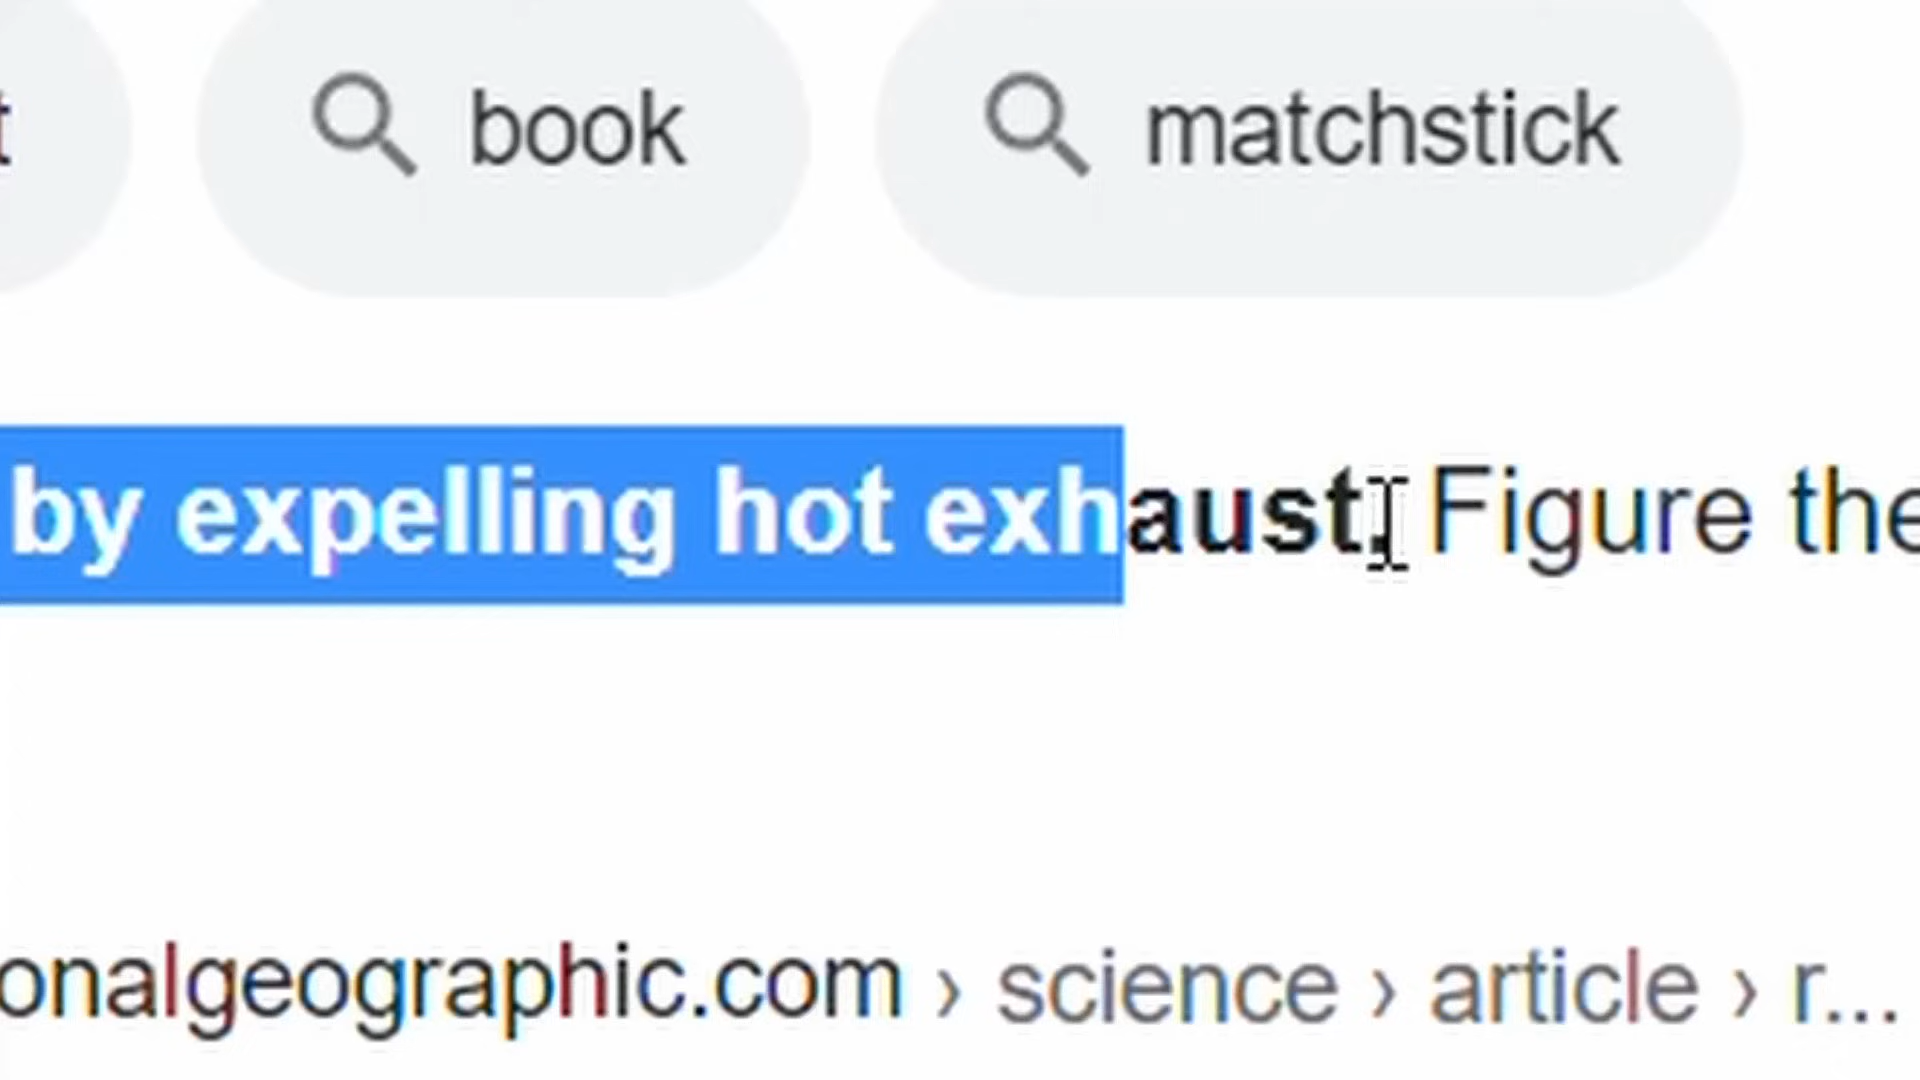 t book matchstick
by expelling hot exhaust. Figure the
onalgeographic.com › science › article › r...